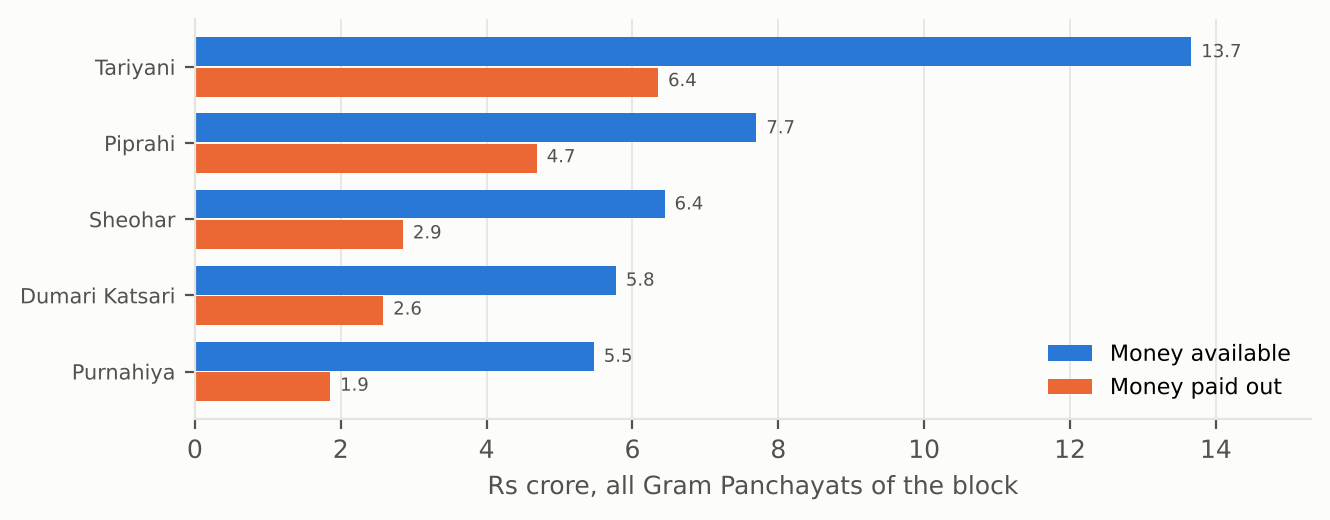 Tariyani
13.7
6.4
Piprahi
7.7
4.7
Sheohar
6.4
2.9
Dumari Katsari
5.8
2.6
Purnahiya
5.5
1.9
Money available
Money paid out
0 2 4 6 8 10 12 14
Rs crore, all Gram Panchayats of the block